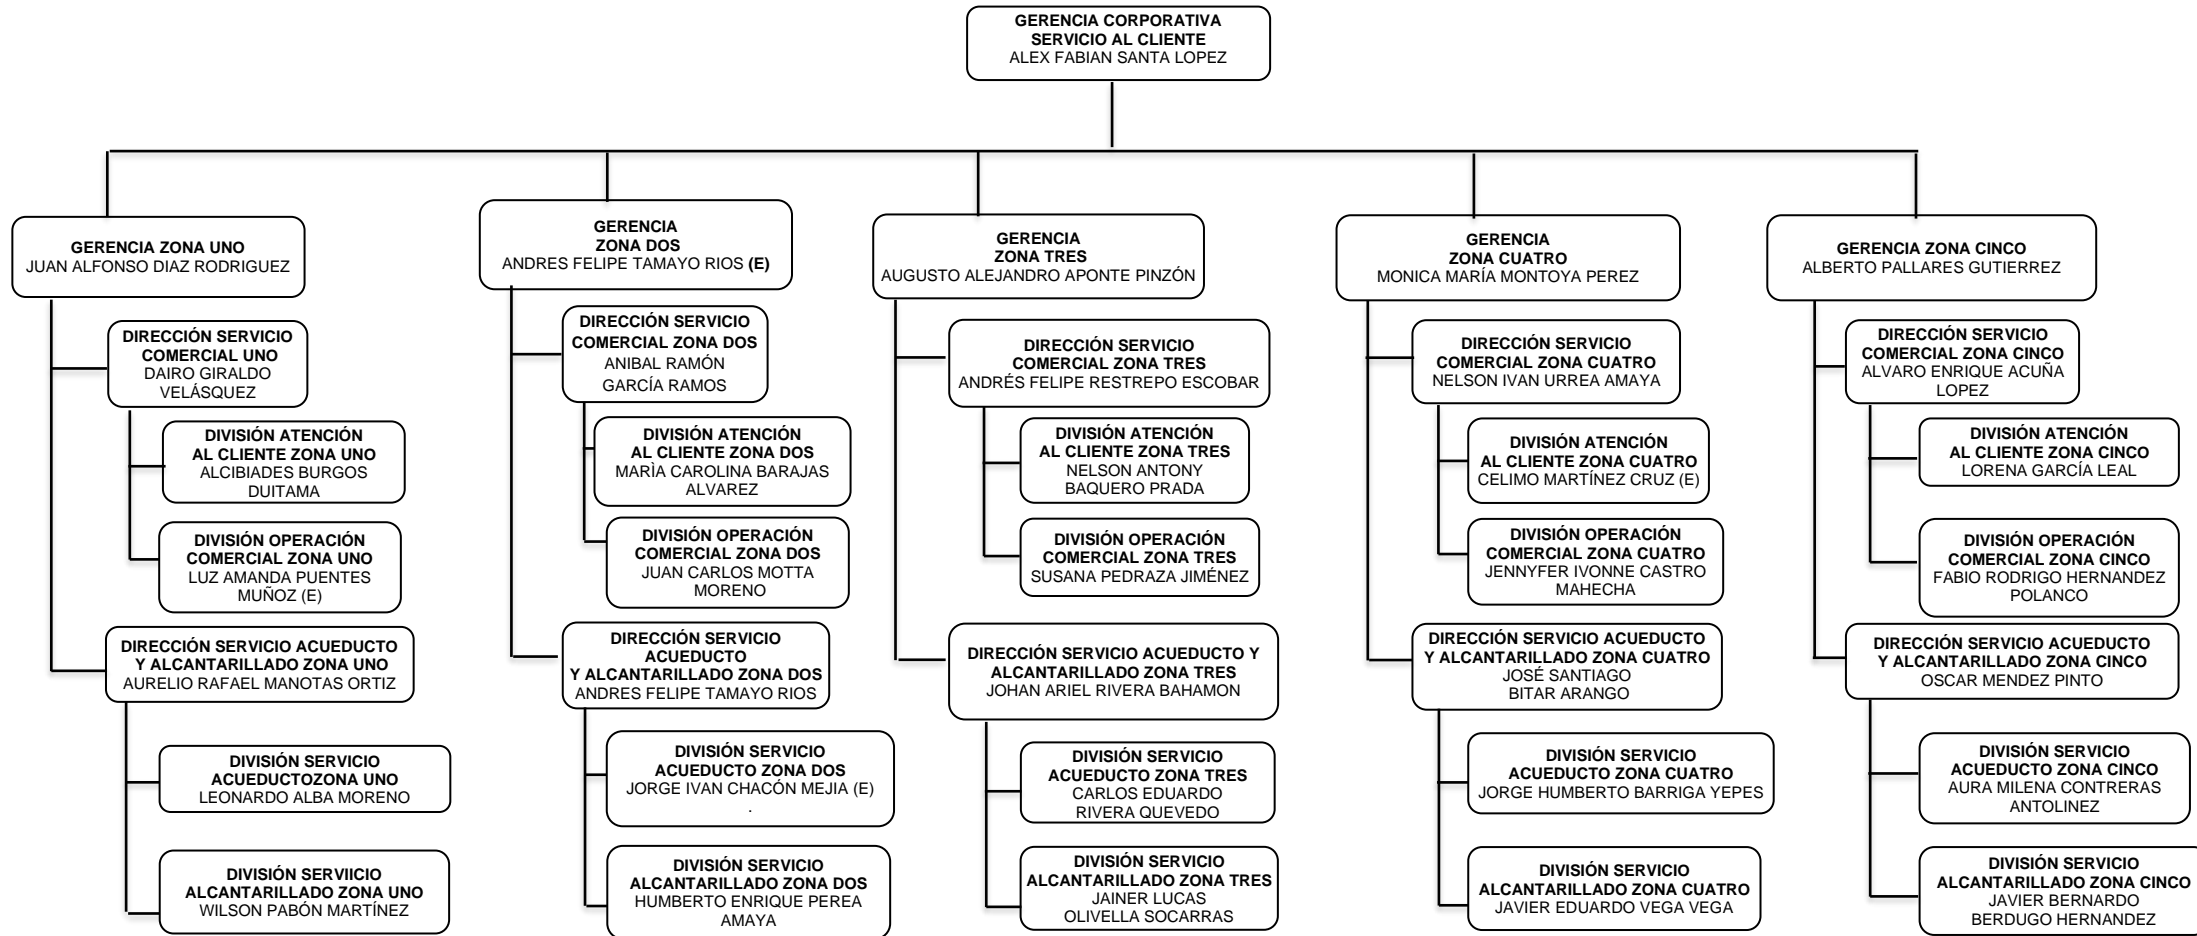 GERENCIA CORPORATIVA
SERVICIO AL CLIENTE
ALEX FABIAN SANTA LOPEZ
GERENCIA ZONA UNO
JUAN ALFONSO DIAZ RODRIGUEZ
DIRECCIÓN SERVICIO
COMERCIAL UNO
DAIRO GIRALDO
VELÁSQUEZ
DIVISIÓN ATENCIÓN
AL CLIENTE ZONA UNO
ALCIBIADES BURGOS
DUITAMA
DIVISIÓN OPERACIÓN
COMERCIAL ZONA UNO
LUZ AMANDA PUENTES
MUÑOZ (E)
DIRECCIÓN SERVICIO ACUEDUCTO
Y ALCANTARILLADO ZONA UNO
AURELIO RAFAEL MANOTAS ORTIZ
DIVISIÓN SERVICIO
ACUEDUCTOZONA UNO
LEONARDO ALBA MORENO
DIVISIÓN SERVIICIO
ALCANTARILLADO ZONA UNO
WILSON PABÓN MARTÍNEZ
GERENCIA
ZONA DOS
ANDRES FELIPE TAMAYO RIOS (E)
DIRECCIÓN SERVICIO
COMERCIAL ZONA DOS
ANIBAL RAMÓN
GARCÍA RAMOS
DIVISIÓN ATENCIÓN
AL CLIENTE ZONA DOS
MARÌA CAROLINA BARAJAS
ALVAREZ
DIVISIÓN OPERACIÓN
COMERCIAL ZONA DOS
JUAN CARLOS MOTTA
MORENO
DIRECCIÓN SERVICIO
ACUEDUCTO
Y ALCANTARILLADO ZONA DOS
ANDRES FELIPE TAMAYO RIOS
DIVISIÓN SERVICIO
ACUEDUCTO ZONA DOS
JORGE IVAN CHACÓN MEJIA (E)
.
DIVISIÓN SERVICIO
ALCANTARILLADO ZONA DOS
HUMBERTO ENRIQUE PEREA
AMAYA
GERENCIA
ZONA TRES
AUGUSTO ALEJANDRO APONTE PINZÓN
DIRECCIÓN SERVICIO
COMERCIAL ZONA TRES
ANDRÉS FELIPE RESTREPO ESCOBAR
DIVISIÓN ATENCIÓN
AL CLIENTE ZONA TRES
NELSON ANTONY
BAQUERO PRADA
DIVISIÓN OPERACIÓN
COMERCIAL ZONA TRES
SUSANA PEDRAZA JIMÉNEZ
DIRECCIÓN SERVICIO ACUEDUCTO Y
ALCANTARILLADO ZONA TRES
JOHAN ARIEL RIVERA BAHAMON
DIVISIÓN SERVICIO
ACUEDUCTO ZONA TRES
CARLOS EDUARDO
RIVERA QUEVEDO
DIVISIÓN SERVICIO
ALCANTARILLADO ZONA TRES
JAINER LUCAS
OLIVELLA SOCARRAS
GERENCIA
ZONA CUATRO
MONICA MARÍA MONTOYA PEREZ
DIRECCIÓN SERVICIO
COMERCIAL ZONA CUATRO
NELSON IVAN URREA AMAYA
DIVISIÓN ATENCIÓN
AL CLIENTE ZONA CUATRO
CELIMO MARTÍNEZ CRUZ (E)
DIVISIÓN OPERACIÓN
COMERCIAL ZONA CUATRO
JENNYFER IVONNE CASTRO
MAHECHA
DIRECCIÓN SERVICIO ACUEDUCTO
Y ALCANTARILLADO ZONA CUATRO
JOSÉ SANTIAGO
BITAR ARANGO
DIVISIÓN SERVICIO
ACUEDUCTO ZONA CUATRO
JORGE HUMBERTO BARRIGA YEPES
DIVISIÓN SERVICIO
ALCANTARILLADO ZONA CUATRO
JAVIER EDUARDO VEGA VEGA
GERENCIA ZONA CINCO
ALBERTO PALLARES GUTIERREZ
DIRECCIÓN SERVICIO
COMERCIAL ZONA CINCO
ALVARO ENRIQUE ACUÑA
LOPEZ
DIVISIÓN ATENCIÓN
AL CLIENTE ZONA CINCO
LORENA GARCÍA LEAL
DIVISIÓN OPERACIÓN
COMERCIAL ZONA CINCO
FABIO RODRIGO HERNANDEZ
POLANCO
DIRECCIÓN SERVICIO ACUEDUCTO
Y ALCANTARILLADO ZONA CINCO
OSCAR MENDEZ PINTO
DIVISIÓN SERVICIO
ACUEDUCTO ZONA CINCO
AURA MILENA CONTRERAS
ANTOLINEZ
DIVISIÓN SERVICIO
ALCANTARILLADO ZONA CINCO
JAVIER BERNARDO
BERDUGO HERNANDEZ